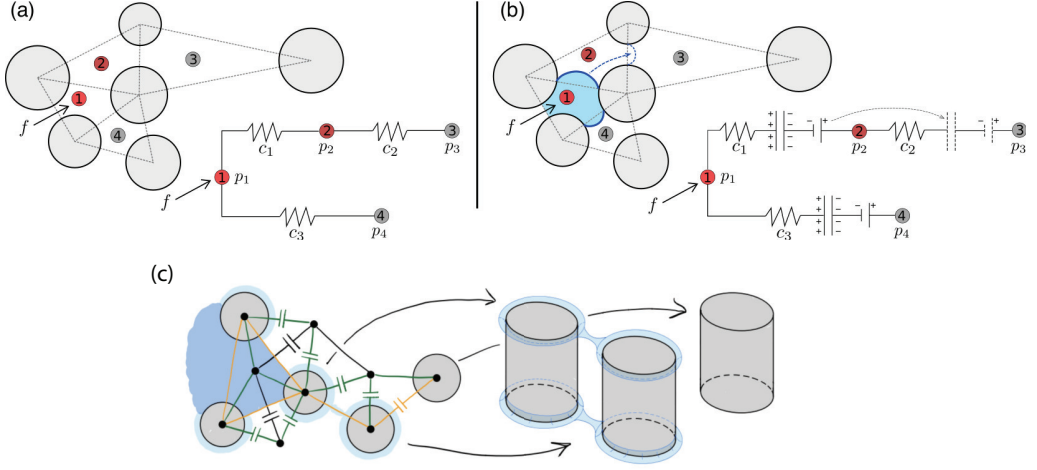 (a)
2
3
1
f
4
2
3
c1
p2
c2
p3
1
p1
f
4
c3
p4
(b)
2
3
1
f
4
+ + + + − − − −
− +
2
− +
3
c1
p2
c2
p3
1
p1
f
+ + + + − − − −
− +
4
c3
p4
(c)